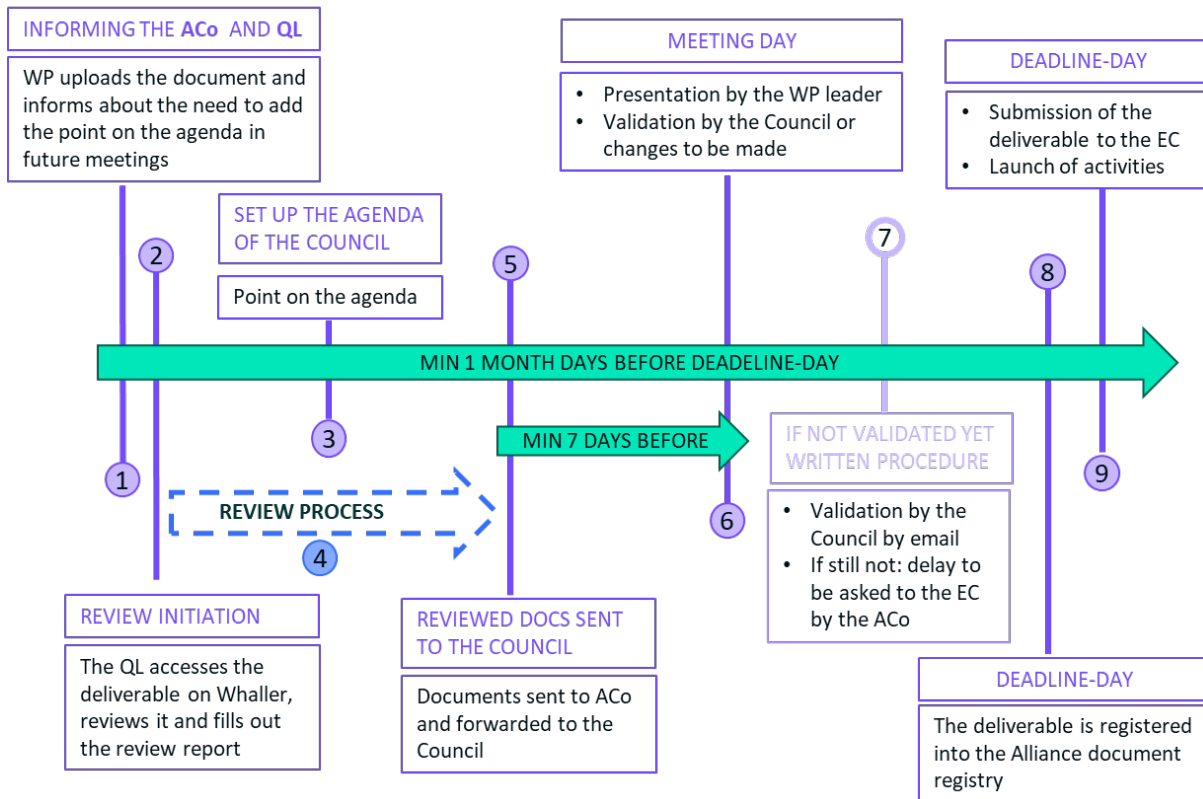 INFORMING THE ACo AND QL
WP uploads the document and
informs about the need to add
the point on the agenda in
future meetings
MEETING DAY
• Presentation by the WP leader
• Validation by the Council or
changes to be made
DEADLINE-DAY
• Submission of the
deliverable to the EC
• Launch of activities
SET UP THE AGENDA
OF THE COUNCIL
Point on the agenda
2
5
7
8
MIN 1 MONTH DAYS BEFORE DEADELINE-DAY
3
MIN 7 DAYS BEFORE
1
9
6
REVIEW PROCESS
4
IF NOT VALIDATED YET
WRITTEN PROCEDURE
• Validation by the
Council by email
• If still not: delay to
be asked to the EC
by the ACo
REVIEW INITIATION
The QL accesses the
deliverable on Whaller,
reviews it and fills out
the review report
REVIEWED DOCS SENT
TO THE COUNCIL
Documents sent to ACo
and forwarded to the
Council
DEADLINE-DAY
The deliverable is registered
into the Alliance document
registry